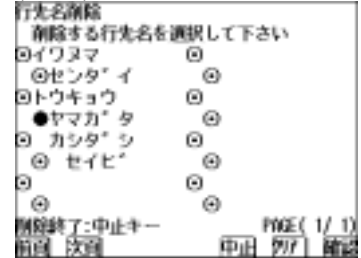 行先名削除
削除する行先名を選択して下さい
⊙イワヌマ ⊙
⊙センダ゛イ ⊙
⊙トウキョウ ⊙
●ヤマガ゛タ ⊙
⊙ カシダ゛シ ⊙
⊙ セイビ゛ ⊙
⊙ ⊙
⊙ ⊙
削除終了:中止キー PAGE( 1/ 1)
前頁 次頁 中止 クリア 確認